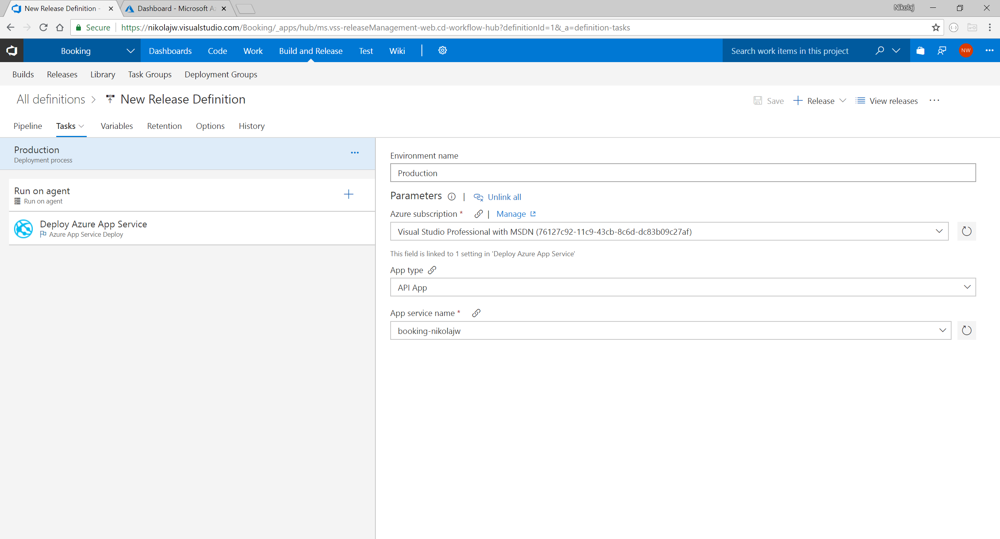 New Release Definition -
Dashboard - Microsoft Az
Nikolaj
Secure
https://nikolajw.visualstudio.com/Booking/_apps/hub/ms.vss-releaseManagement-web.cd-workflow-hub?definitionId=1&_a=definition-tasks
Booking
Dashboards
Code
Work
Build and Release
Test
Wiki
Search work items in this project
NW
Builds
Releases
Library
Task Groups
Deployment Groups
All definitions > New Release Definition
Save
Release
View releases
Pipeline
Tasks
Variables
Retention
Options
History
Production
Deployment process
Run on agent
Run on agent
Deploy Azure App Service
Azure App Service Deploy
Environment name
Production
Parameters | Unlink all
Azure subscription * | Manage
Visual Studio Professional with MSDN (76127c92-11c9-43cb-8c6d-dc83b09c27af)
This field is linked to 1 setting in 'Deploy Azure App Service'
App type
API App
App service name *
booking-nikolajw